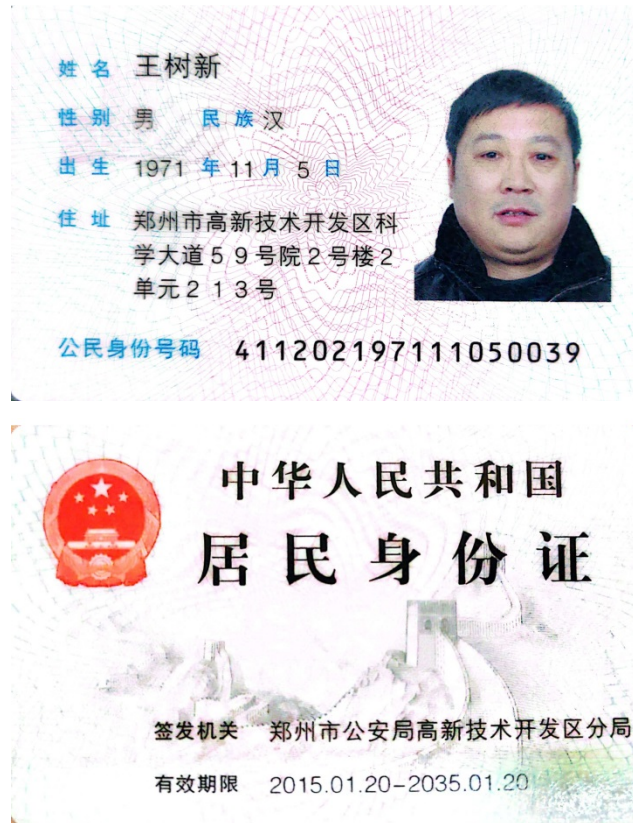 姓名 王树新
性别 男 民族 汉
出生 1971 年 11 月 5 日
住址 郑州市高新技术开发区科
学大道59号院2号楼2
单元213号
公民身份号码 411202197111050039
中华人民共和国
居民身份证
签发机关 郑州市公安局高新技术开发区分局
有效期限 2015.01.20-2035.01.20